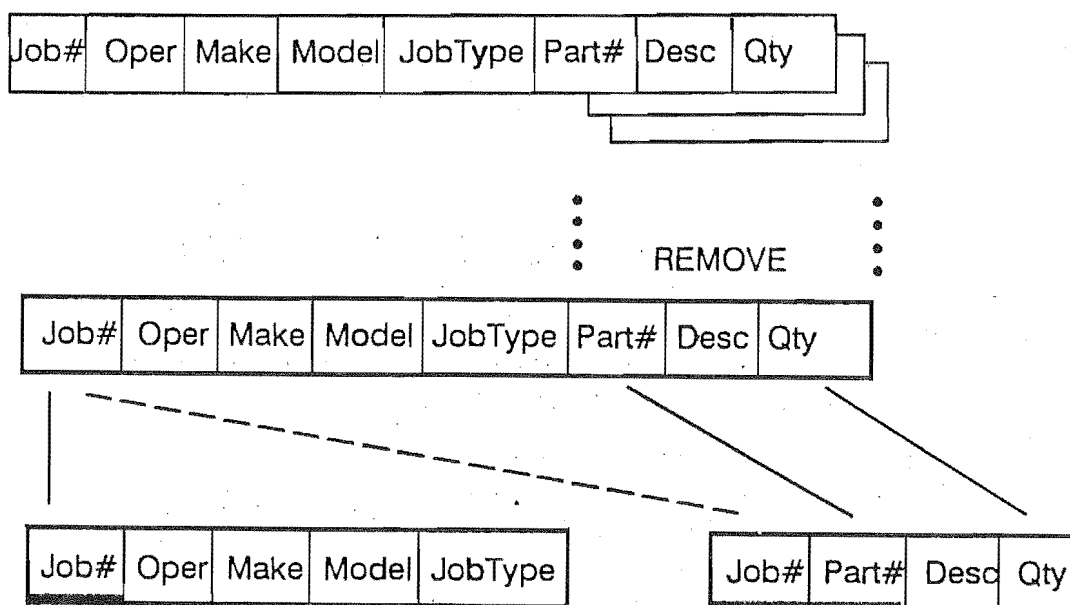 Job# Oper Make Model JobType Part# Desc Qty
REMOVE
Job# Oper Make Model JobType Part# Desc Qty
Job# Oper Make Model JobType
Job# Part# Desc Qty